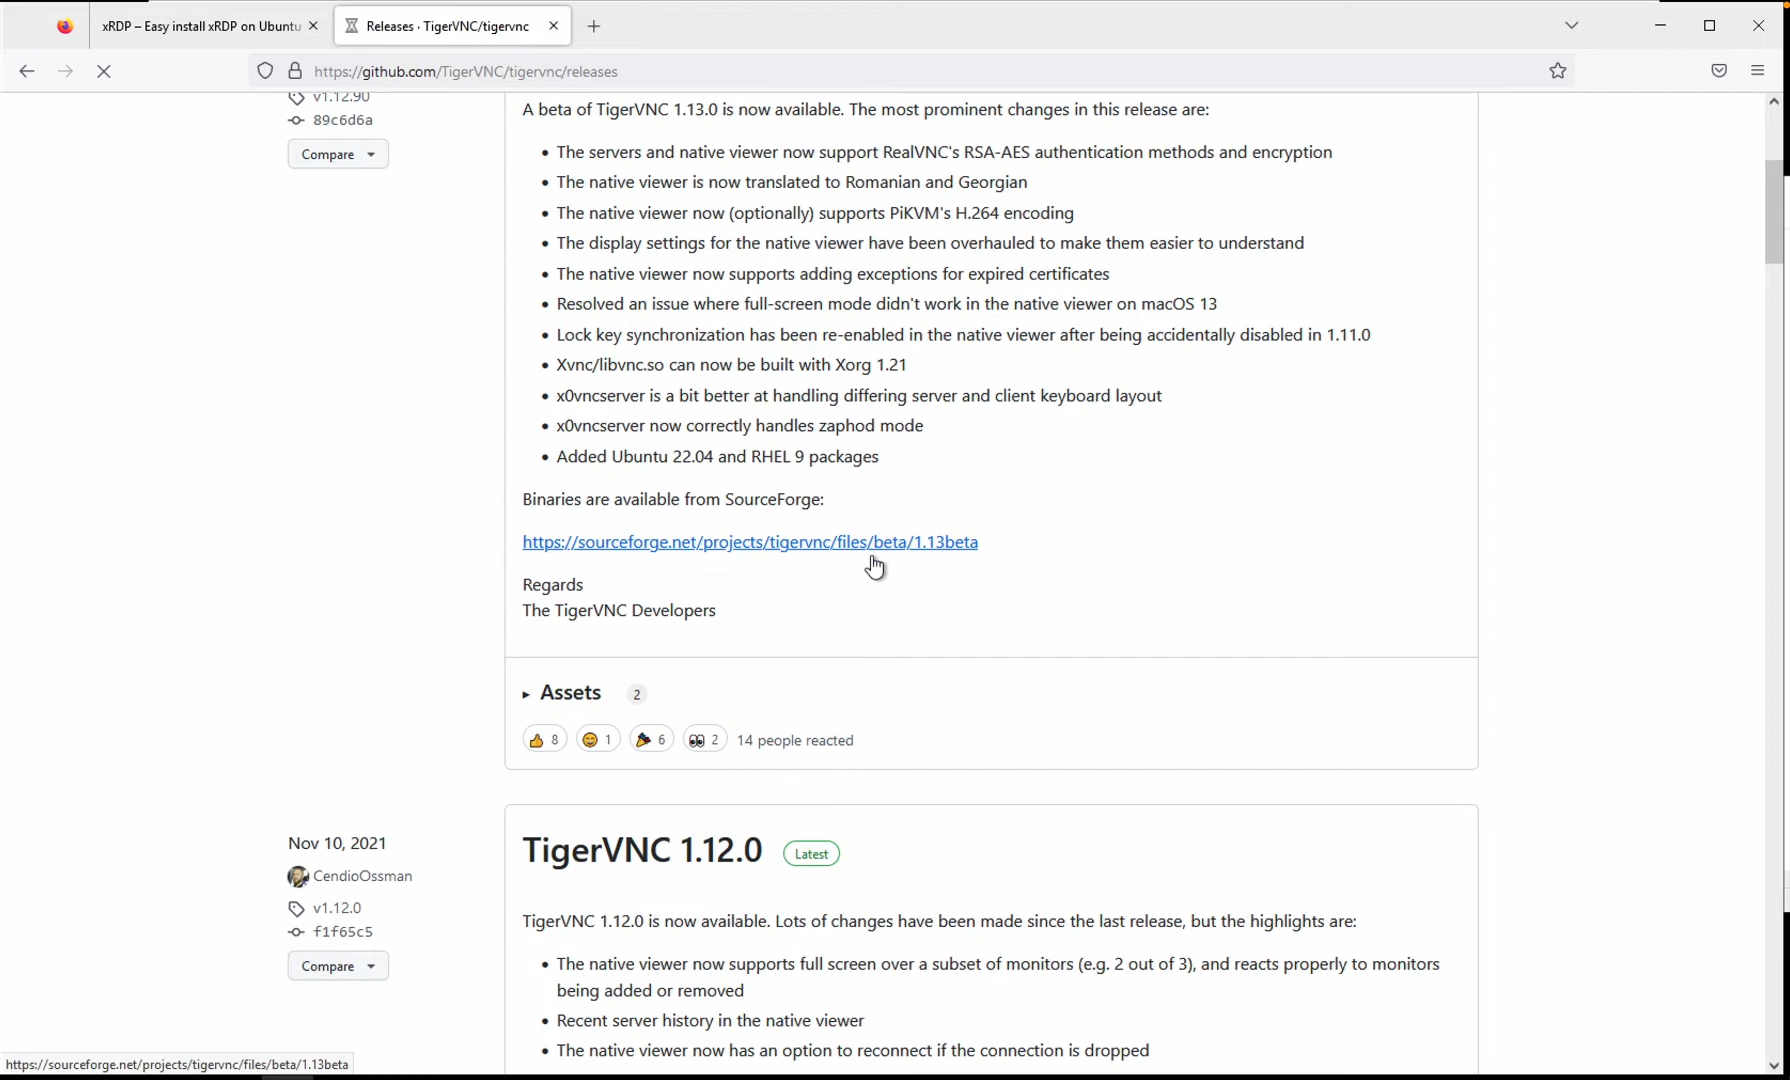 xRDP – Easy install xRDP on Ubuntu
Releases · TigerVNC/tigervnc
https://github.com/TigerVNC/tigervnc/releases
v1.12.90
89c6d6a
Compare
A beta of TigerVNC 1.13.0 is now available. The most prominent changes in this release are:
• The servers and native viewer now support RealVNC's RSA-AES authentication methods and encryption
• The native viewer is now translated to Romanian and Georgian
• The native viewer now (optionally) supports PiKVM's H.264 encoding
• The display settings for the native viewer have been overhauled to make them easier to understand
• The native viewer now supports adding exceptions for expired certificates
• Resolved an issue where full-screen mode didn't work in the native viewer on macOS 13
• Lock key synchronization has been re-enabled in the native viewer after being accidentally disabled in 1.11.0
• Xvnc/libvnc.so can now be built with Xorg 1.21
• x0vncserver is a bit better at handling differing server and client keyboard layout
• x0vncserver now correctly handles zaphod mode
• Added Ubuntu 22.04 and RHEL 9 packages
Binaries are available from SourceForge:
https://sourceforge.net/projects/tigervnc/files/beta/1.13beta
Regards
The TigerVNC Developers
Assets 2
8 1 6 2 14 people reacted
Nov 10, 2021
CendioOssman
v1.12.0
f1f65c5
Compare
TigerVNC 1.12.0 Latest
TigerVNC 1.12.0 is now available. Lots of changes have been made since the last release, but the highlights are:
• The native viewer now supports full screen over a subset of monitors (e.g. 2 out of 3), and reacts properly to monitors
being added or removed
• Recent server history in the native viewer
• The native viewer now has an option to reconnect if the connection is dropped
https://sourceforge.net/projects/tigervnc/files/beta/1.13beta